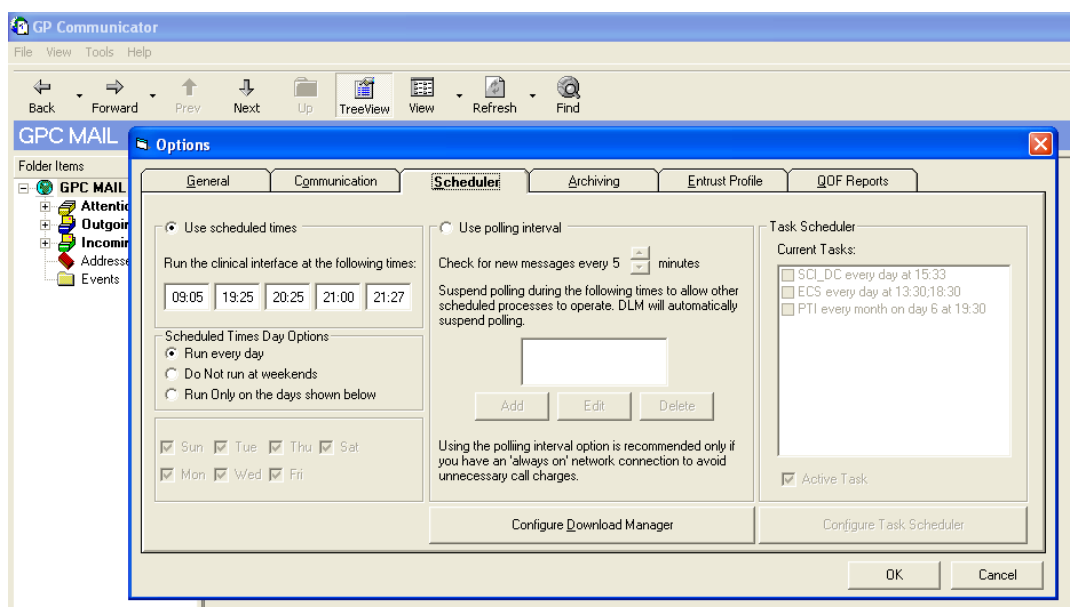 GP Communicator
File View Tools Help
Back Forward Prev Next Up TreeView View Refresh Find
GPC MAIL
Options
Folder Items
GPC MAIL
Attentio
Outgoin
Incomin
Addresse
Events
General Communication Scheduler Archiving Entrust Profile QOF Reports
Use scheduled times
Run the clinical interface at the following times:
09:05 19:25 20:25 21:00 21:27
Scheduled Times Day Options
Run every day
Do Not run at weekends
Run Only on the days shown below
Sun Tue Thu Sat
Mon Wed Fri
Use polling interval
Check for new messages every 5 minutes
Suspend polling during the following times to allow other
scheduled processes to operate. DLM will automatically
suspend polling.
Add Edit Delete
Using the polliing interval option is recommended only if
you have an 'always on' network connection to avoid
unnecessary call charges.
Configure Download Manager
Task Scheduler
Current Tasks:
SCI_DC every day at 15:33
ECS every day at 13:30;18:30
PTI every month on day 6 at 19:30
Active Task
Configure Task Scheduler
OK Cancel